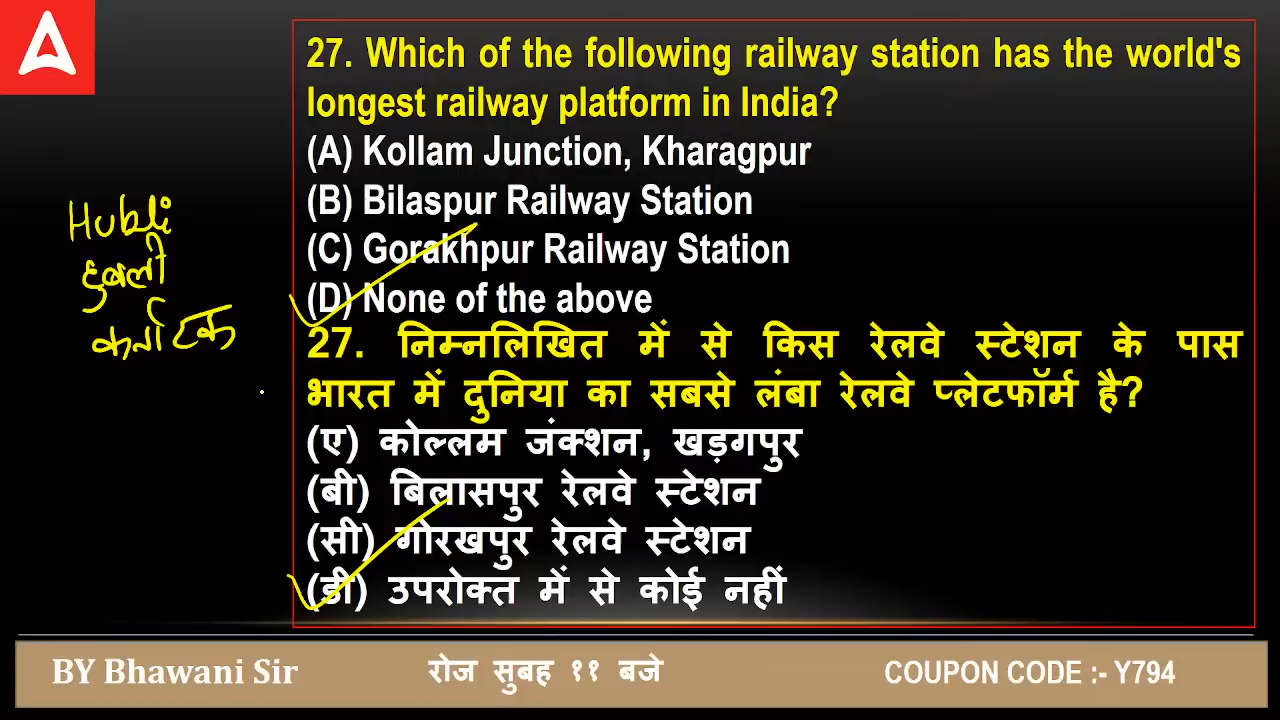 27. Which of the following railway station has the world's
longest railway platform in India?
(A) Kollam Junction, Kharagpur
(B) Bilaspur Railway Station
(C) Gorakhpur Railway Station
(D) None of the above
Hubli
हुबली
कर्नाटक
27. निम्नलिखित में से किस रेलवे स्टेशन के पास
भारत में दुनिया का सबसे लंबा रेलवे प्लेटफॉर्म है?
(ए) कोल्लम जंक्शन, खड़गपुर
(बी) बिलासपुर रेलवे स्टेशन
(सी) गोरखपुर रेलवे स्टेशन
(डी) उपरोक्त में से कोई नहीं
BY Bhawani Sir
रोज सुबह ११ बजे
COUPON CODE :- Y794